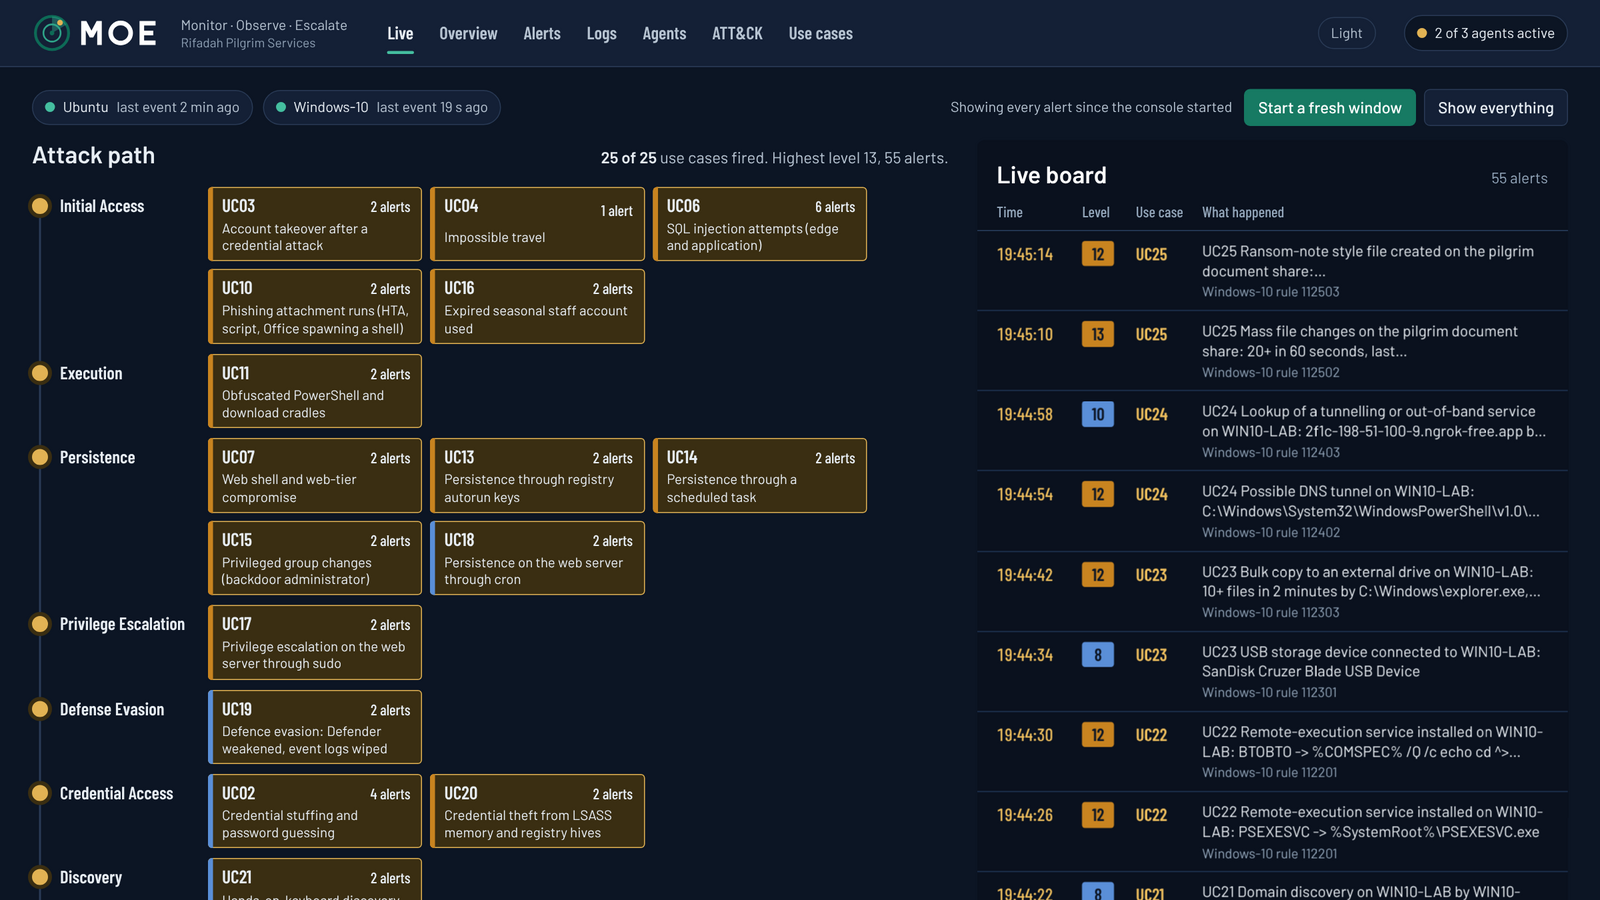 MOE
Monitor · Observe · Escalate
Rifadah Pilgrim Services
Live Overview Alerts Logs Agents ATT&CK Use cases
Light
2 of 3 agents active
Ubuntu last event 2 min ago
Windows-10 last event 19 s ago
Showing every alert since the console started
Start a fresh window
Show everything
Attack path
25 of 25 use cases fired. Highest level 13, 55 alerts.
Initial Access
UC03 2 alerts
Account takeover after a
credential attack
UC04 1 alert
Impossible travel
UC06 6 alerts
SQL injection attempts (edge
and application)
UC10 2 alerts
Phishing attachment runs (HTA,
script, Office spawning a shell)
UC16 2 alerts
Expired seasonal staff account
used
Execution
UC11 2 alerts
Obfuscated PowerShell and
download cradles
Persistence
UC07 2 alerts
Web shell and web-tier
compromise
UC13 2 alerts
Persistence through registry
autorun keys
UC14 2 alerts
Persistence through a
scheduled task
UC15 2 alerts
Privileged group changes
(backdoor administrator)
UC18 2 alerts
Persistence on the web server
through cron
Privilege Escalation
UC17 2 alerts
Privilege escalation on the web
server through sudo
Defense Evasion
UC19 2 alerts
Defence evasion: Defender
weakened, event logs wiped
Credential Access
UC02 4 alerts
Credential stuffing and
password guessing
UC20 2 alerts
Credential theft from LSASS
memory and registry hives
Discovery
UC21 2 alerts
Hands-on-keyboard discovery
Live board
55 alerts
Time Level Use case What happened
19:45:14 12 UC25 UC25 Ransom-note style file created on the pilgrim
document share:...
Windows-10 rule 112503
19:45:10 13 UC25 UC25 Mass file changes on the pilgrim document
share: 20+ in 60 seconds, last...
Windows-10 rule 112502
19:44:58 10 UC24 UC24 Lookup of a tunnelling or out-of-band service
on WIN10-LAB: 2f1c-198-51-100-9.ngrok-free.app b...
Windows-10 rule 112403
19:44:54 12 UC24 UC24 Possible DNS tunnel on WIN10-LAB:
C:\Windows\System32\WindowsPowerShell\v1.0\...
Windows-10 rule 112402
19:44:42 12 UC23 UC23 Bulk copy to an external drive on WIN10-LAB:
10+ files in 2 minutes by C:\Windows\explorer.exe,...
Windows-10 rule 112303
19:44:34 8 UC23 UC23 USB storage device connected to WIN10-LAB:
SanDisk Cruzer Blade USB Device
Windows-10 rule 112301
19:44:30 12 UC22 UC22 Remote-execution service installed on WIN10-
LAB: BTOBTO -> %COMSPEC% /Q /c echo cd ^>...
Windows-10 rule 112201
19:44:26 12 UC22 UC22 Remote-execution service installed on WIN10-
LAB: PSEXESVC -> %SystemRoot%\PSEXESVC.exe
Windows-10 rule 112201
19:44:22 8 UC21 UC21 Domain discovery on WIN10-LAB by WIN10-